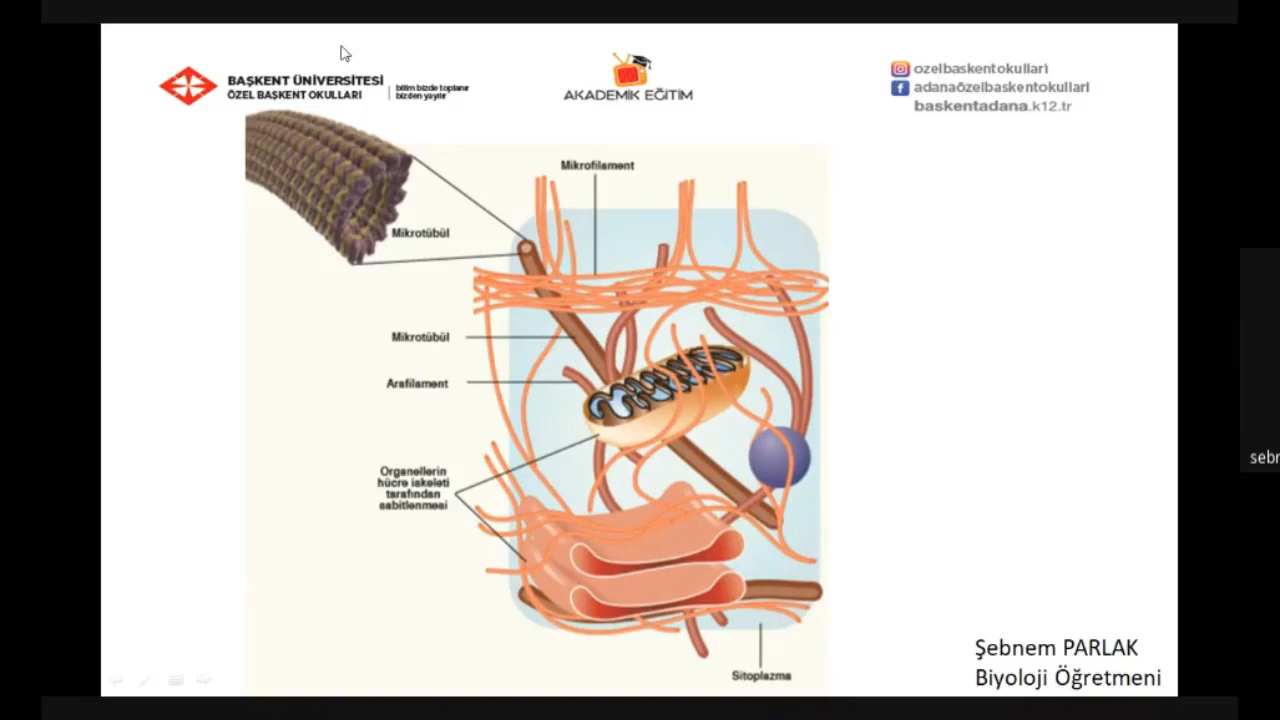 BAŞKENT ÜNİVERSİTESİ
ÖZEL BAŞKENT OKULLARI
bilim bizde toplanır
bizden yayılır
AKADEMİK EĞİTİM
ozelbaskentokullari
adanaözelbaskentokullari
baskentadana.k12.tr
Mikrofilament
Mikrotübül
Mikrotübül
Arafilament
Organellerin
hücre iskeleti
tarafından
sabitlenmesi
Sitoplazma
Şebnem PARLAK
Biyoloji Öğretmeni
sebr